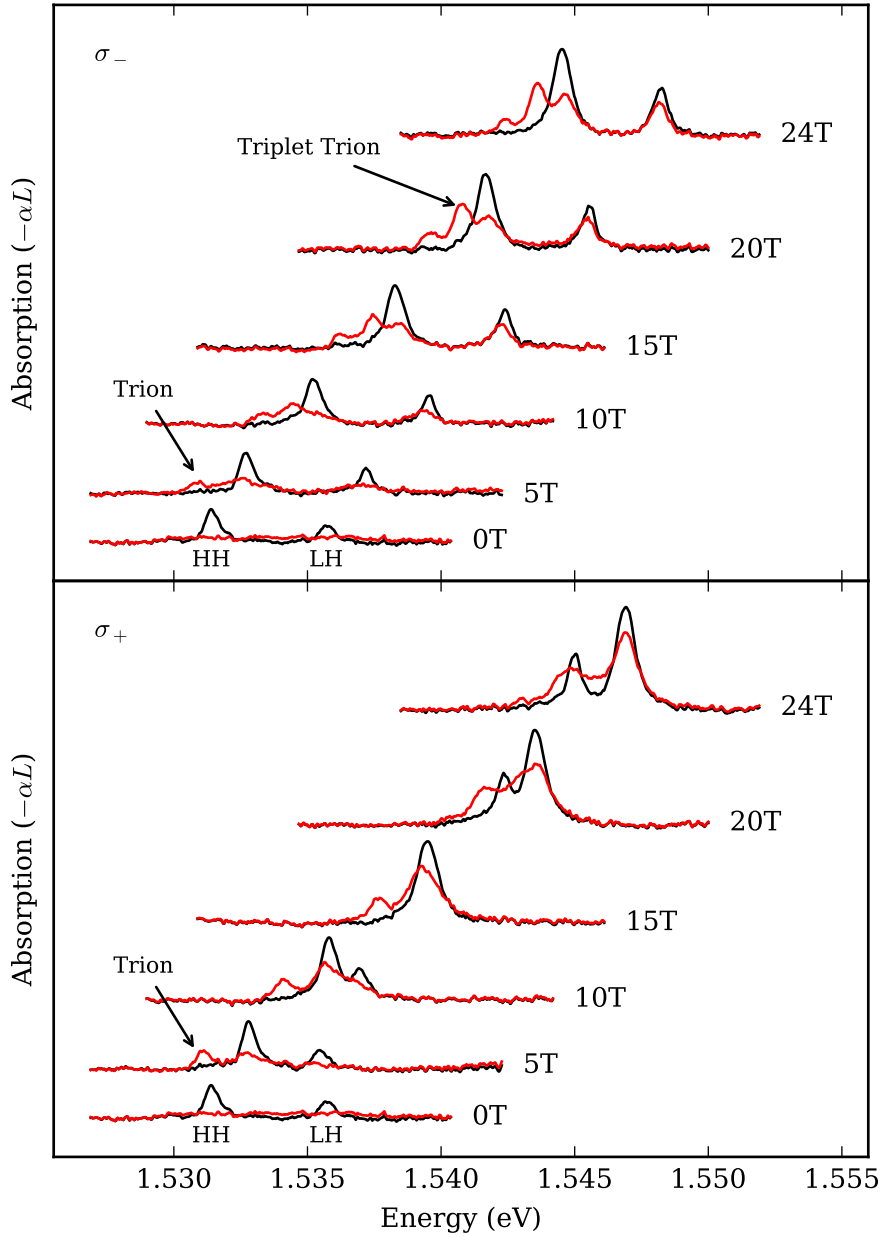 σ₋
24T
Triplet Trion
20T
15T
Trion
10T
5T
0T
HH LH
Absorption (−αL)
σ₊
24T
20T
15T
Trion
10T
5T
0T
HH LH
Absorption (−αL)
1.530 1.535 1.540 1.545 1.550 1.555
Energy (eV)